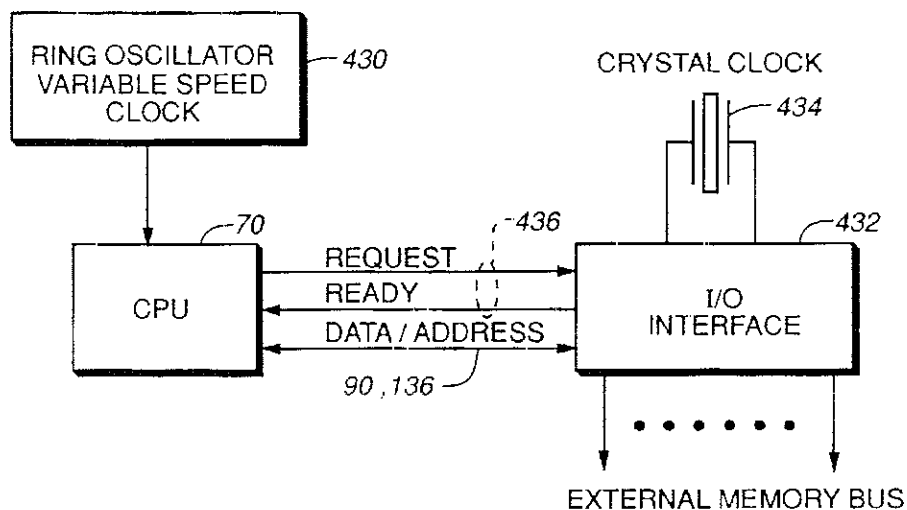 RING OSCILLATOR
VARIABLE SPEED
CLOCK
430
CRYSTAL CLOCK
434
70
CPU
436
REQUEST
READY
DATA / ADDRESS
90 ,136
432
I/O
INTERFACE
EXTERNAL MEMORY BUS